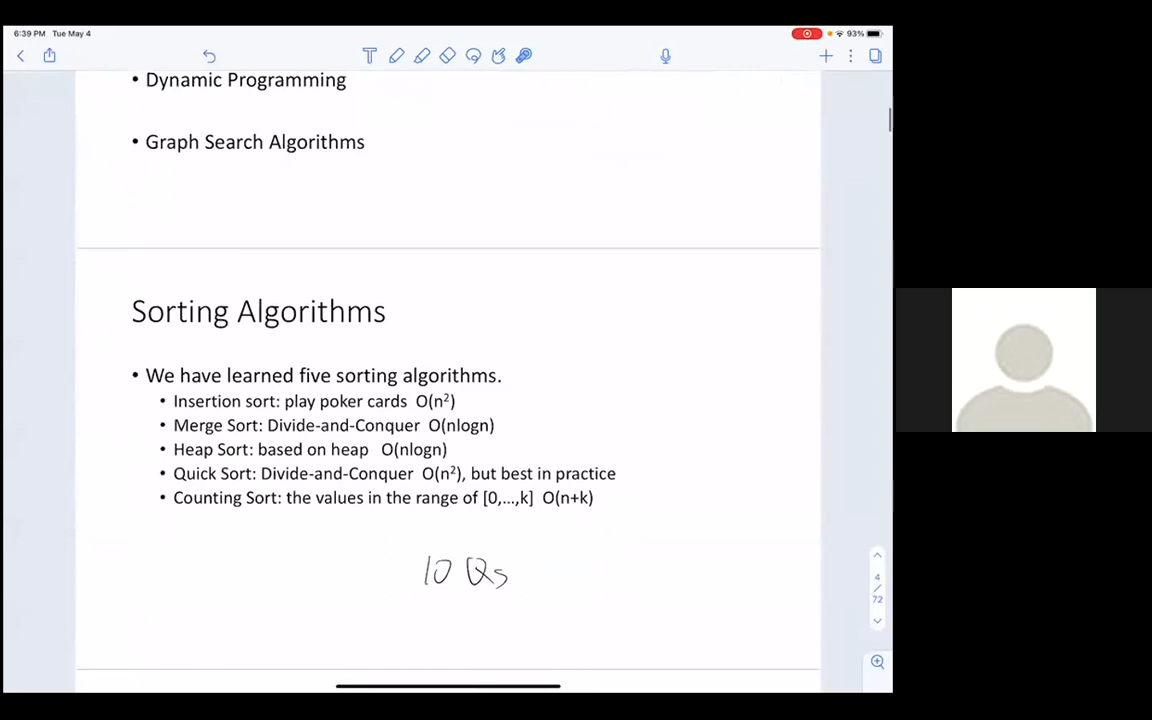 6:39 PM Tue May 4
93%
• Dynamic Programming
• Graph Search Algorithms
Sorting Algorithms
• We have learned five sorting algorithms.
• Insertion sort: play poker cards O(n²)
• Merge Sort: Divide-and-Conquer O(nlogn)
• Heap Sort: based on heap O(nlogn)
• Quick Sort: Divide-and-Conquer O(n²), but best in practice
• Counting Sort: the values in the range of [0,...,k] O(n+k)
10 Qs
4
/
72